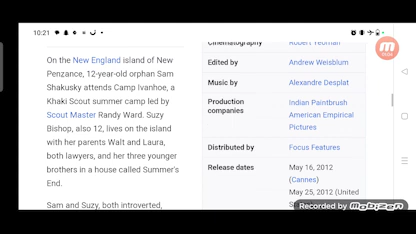 10:21
On the New England island of New
Penzance, 12-year-old orphan Sam
Shakusky attends Camp Ivanhoe, a
Khaki Scout summer camp led by
Scout Master Randy Ward. Suzy
Bishop, also 12, lives on the island
with her parents Walt and Laura,
both lawyers, and her three younger
brothers in a house called Summer's
End.
Sam and Suzy, both introverted,
Cinematography Robert Yeoman
Edited by Andrew Weisblum
Music by Alexandre Desplat
Production companies Indian Paintbrush
American Empirical
Pictures
Distributed by Focus Features
Release dates May 16, 2012
(Cannes)
May 25, 2012 (United
Recorded by Mobizen